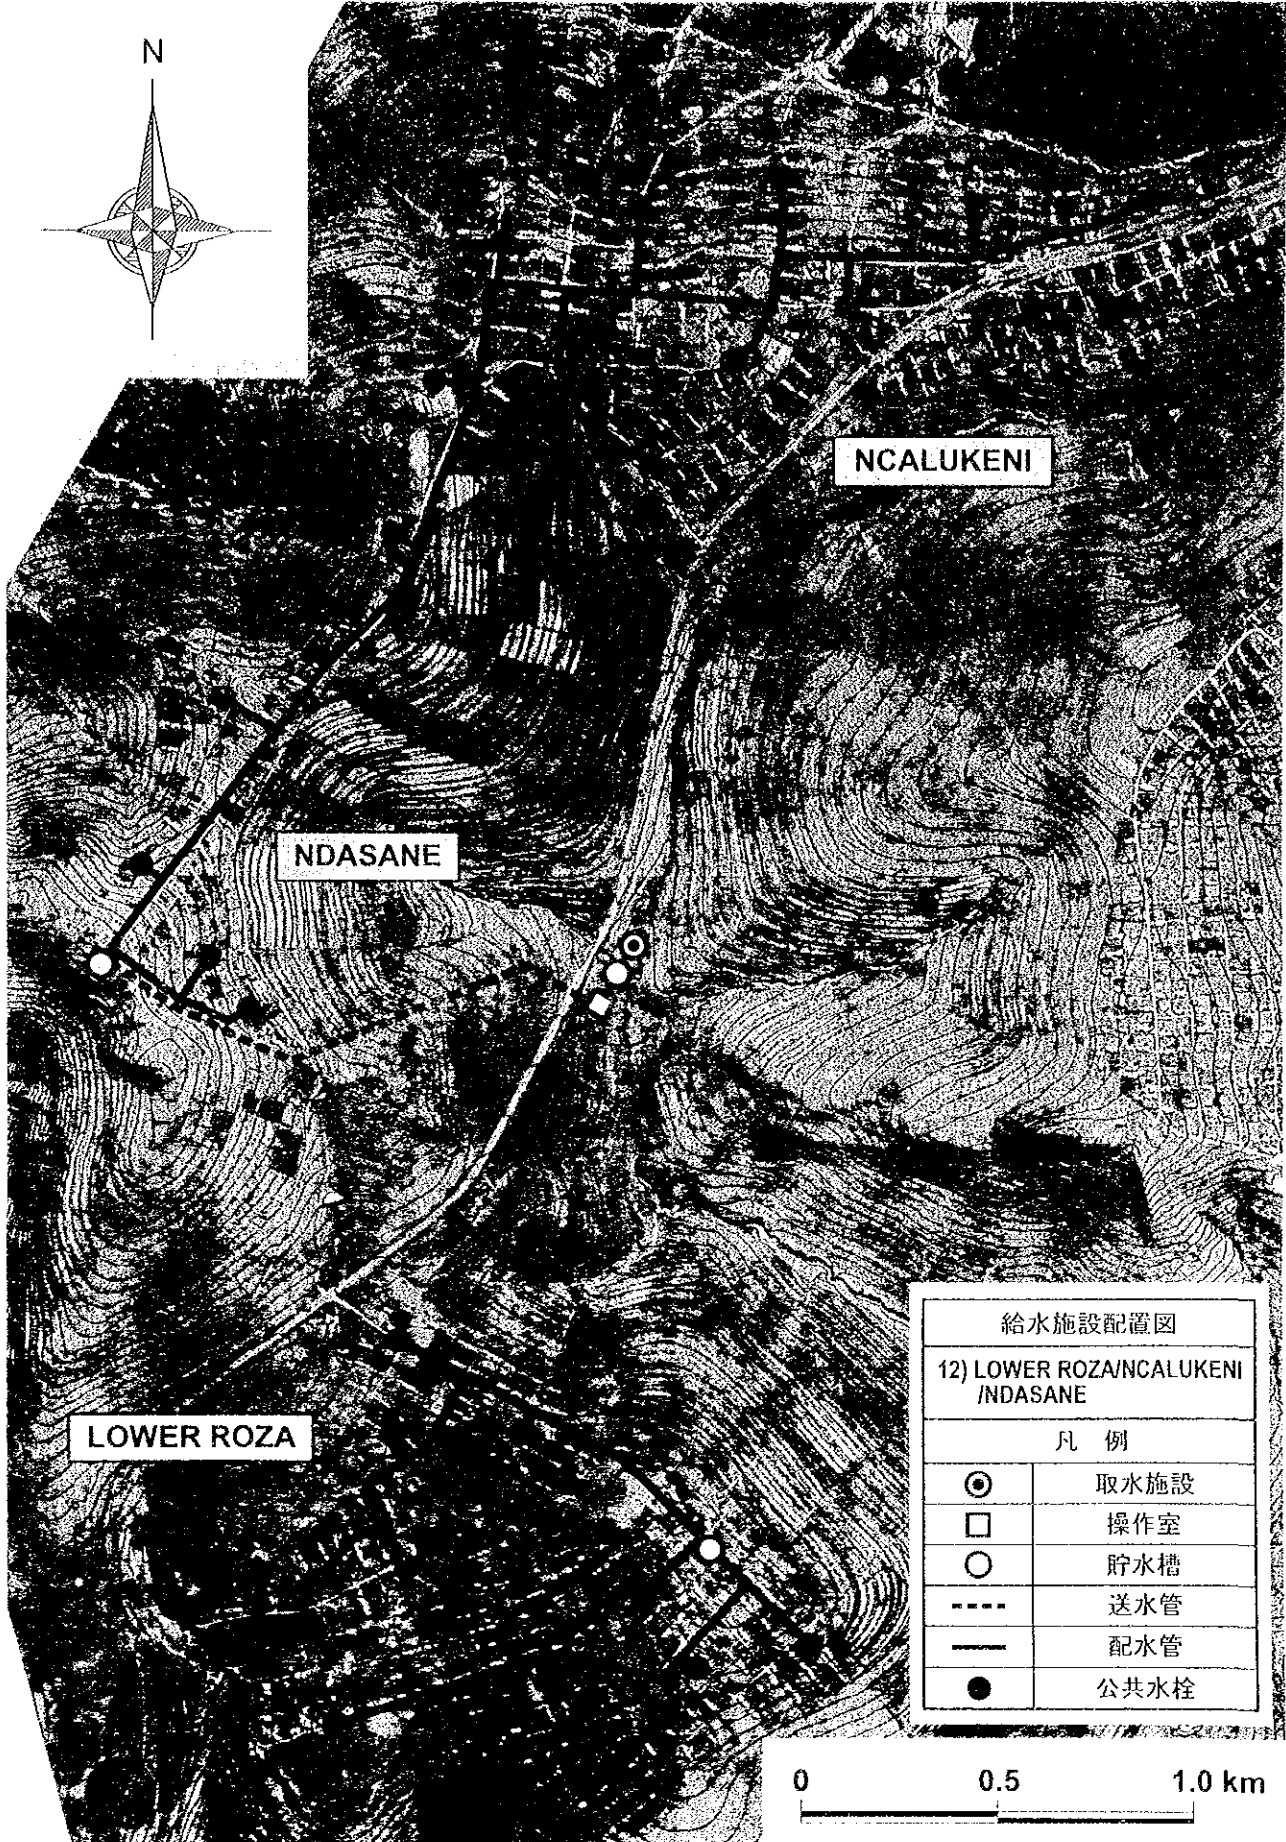 N
NCALUKENI
NDASANE
LOWER ROZA
給水施設配置図
12) LOWER ROZA/NCALUKENI
/NDASANE
凡 例
取水施設
操作室
貯水槽
送水管
配水管
公共水栓
0 0.5 1.0 km